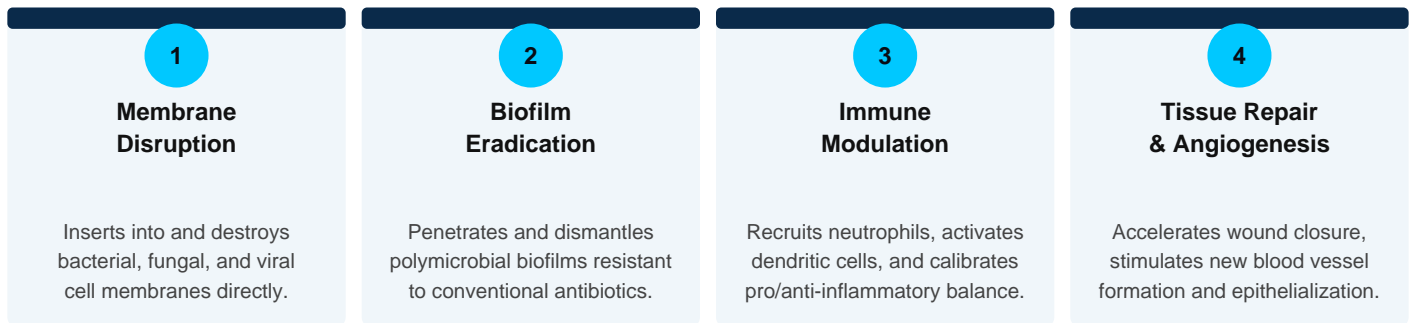 1
Membrane
Disruption
Inserts into and destroys
bacterial, fungal, and viral
cell membranes directly.
2
Biofilm
Eradication
Penetrates and dismantles
polymicrobial biofilms resistant
to conventional antibiotics.
3
Immune
Modulation
Recruits neutrophils, activates
dendritic cells, and calibrates
pro/anti-inflammatory balance.
4
Tissue Repair
& Angiogenesis
Accelerates wound closure,
stimulates new blood vessel
formation and epithelialization.